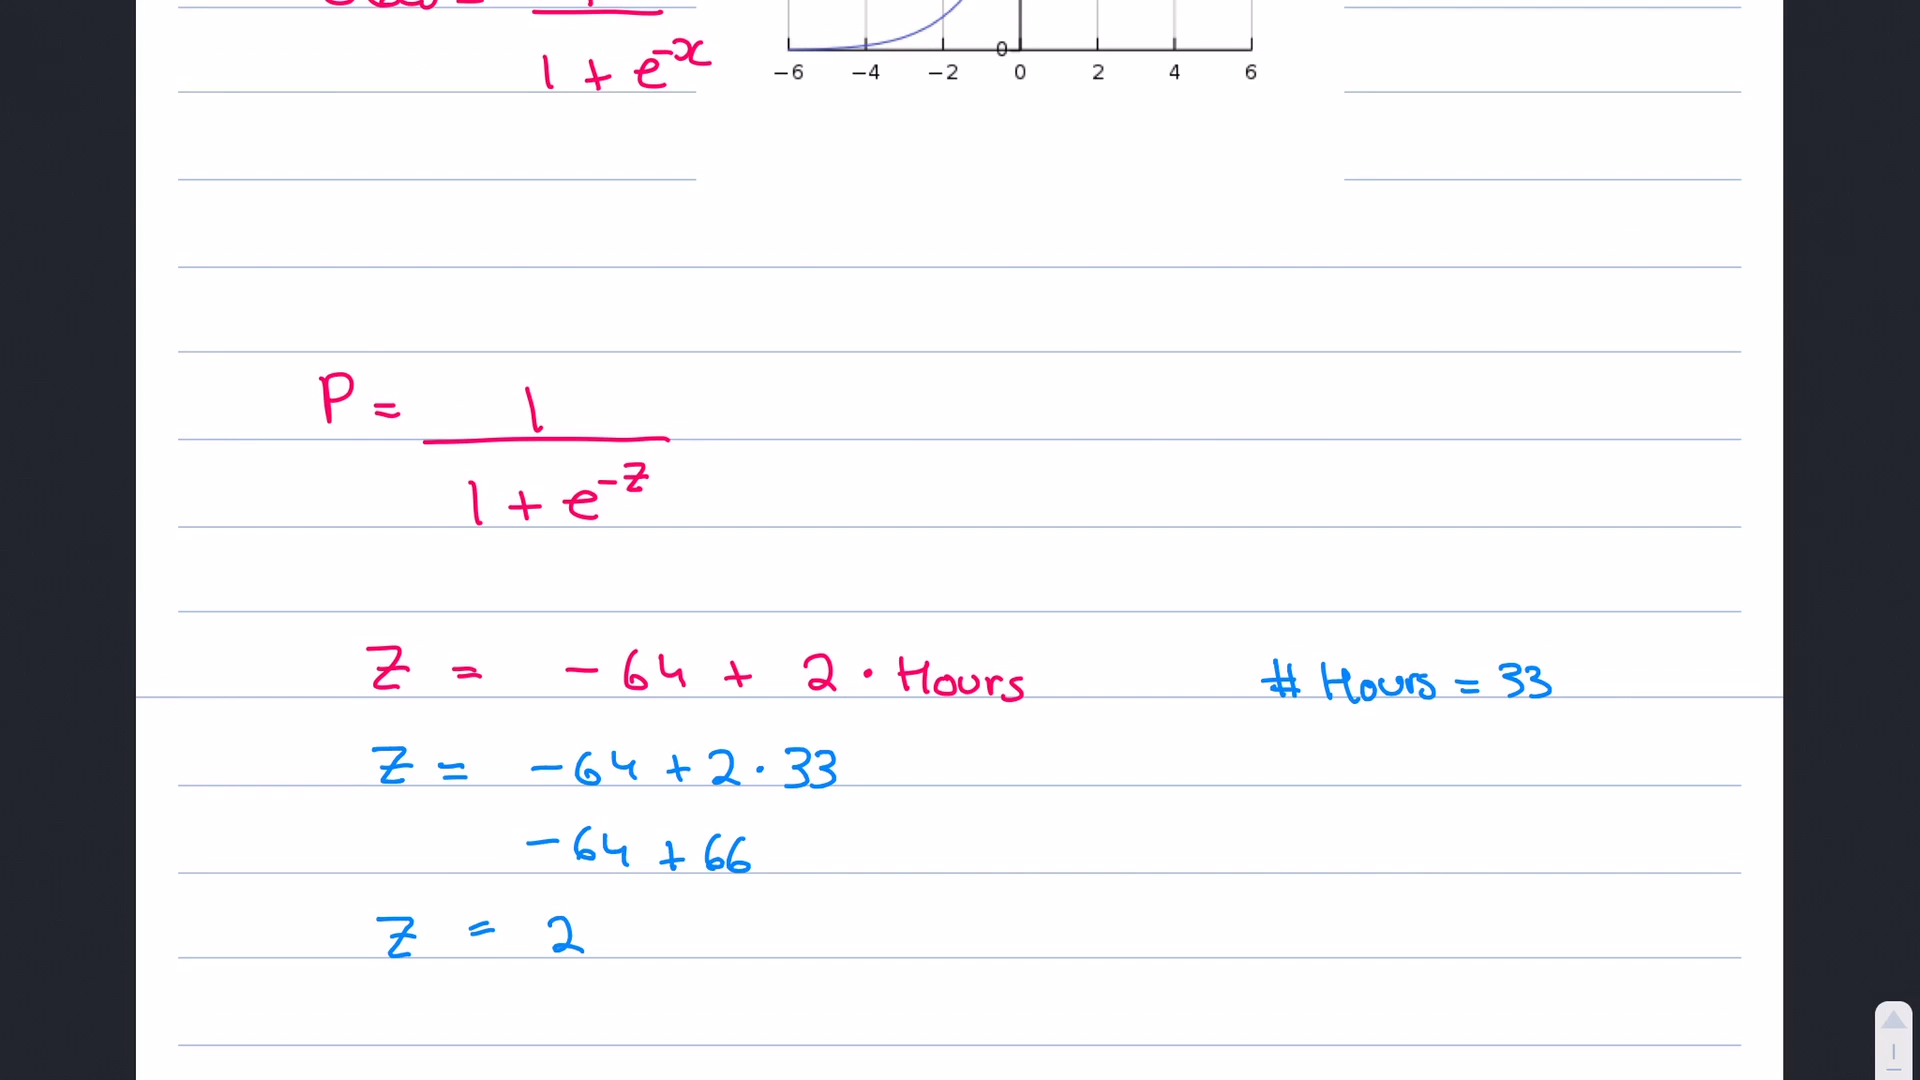 1 + e^-x
0
-6 -4 -2 0 2 4 6
P = 1
1 + e^-z
z = - 64 + 2 · Hours
# Hours = 33
z = - 64 + 2 · 33
- 64 + 66
z = 2